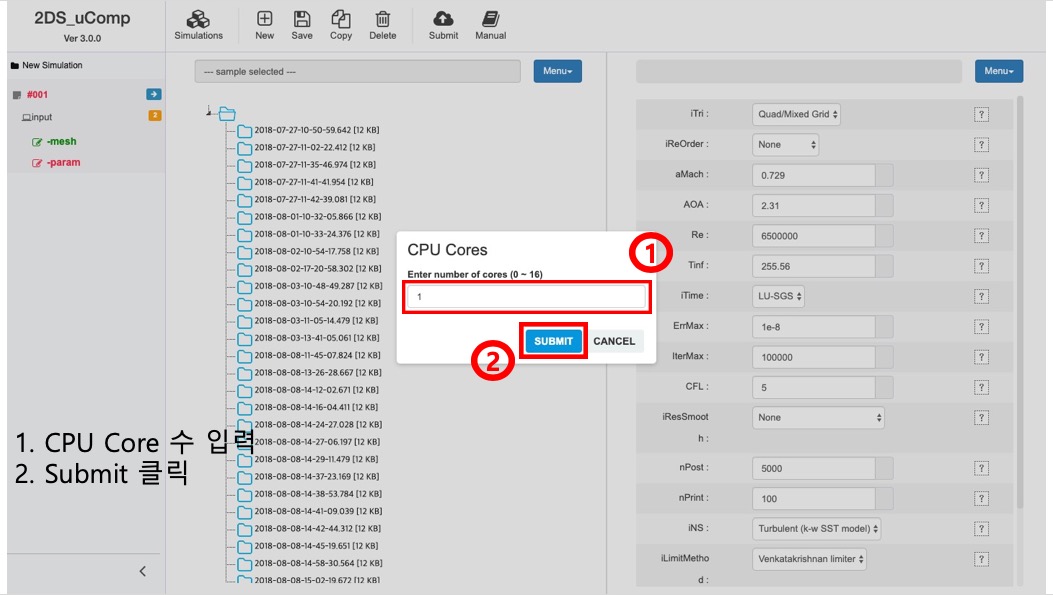 2DS_uComp
Ver 3.0.0
Simulations
New
Save
Copy
Delete
Submit
Manual
New Simulation
#001
input
2
-mesh
-param
--- sample selected ---
Menu
2018-07-27-10-50-59.642 [12 KB]
2018-07-27-11-02-22.412 [12 KB]
2018-07-27-11-35-46.974 [12 KB]
2018-07-27-11-41-41.954 [12 KB]
2018-07-27-11-42-39.081 [12 KB]
2018-08-01-10-32-05.866 [12 KB]
2018-08-01-10-33-24.376 [12 KB]
2018-08-02-10-54-17.758 [12 KB]
2018-08-02-17-20-58.302 [12 KB]
2018-08-03-10-48-49.287 [12 KB]
2018-08-03-10-54-20.192 [12 KB]
2018-08-03-11-05-14.479 [12 KB]
2018-08-03-13-41-05.061 [12 KB]
2018-08-08-11-45-07.824 [12 KB]
2018-08-08-13-26-28.667 [12 KB]
2018-08-08-14-12-02.671 [12 KB]
2018-08-08-14-16-04.411 [12 KB]
2018-08-08-14-24-27.028 [12 KB]
2018-08-08-14-27-06.197 [12 KB]
2018-08-08-14-29-11.479 [12 KB]
2018-08-08-14-37-23.169 [12 KB]
2018-08-08-14-38-53.784 [12 KB]
2018-08-08-14-41-09.039 [12 KB]
2018-08-08-14-42-44.312 [12 KB]
2018-08-08-14-45-19.651 [12 KB]
2018-08-08-14-58-30.564 [12 KB]
2018-08-08-15-02-19.672 [12 KB]
CPU Cores
Enter number of cores (0 ~ 16)
1
SUBMIT
CANCEL
1
2
1. CPU Core 수 입력
2. Submit 클릭
Menu
iTri : Quad/Mixed Grid ?
iReOrder : None ?
aMach : 0.729 ?
AOA : 2.31 ?
Re : 6500000 ?
Tinf : 255.56 ?
iTime : LU-SGS ?
ErrMax : 1e-8 ?
IterMax : 100000 ?
CFL : 5 ?
iResSmoot None ?
h :
nPost : 5000 ?
nPrint : 100 ?
iNS : Turbulent (k-w SST model) ?
iLimitMetho Venkatakrishnan limiter ?
d :